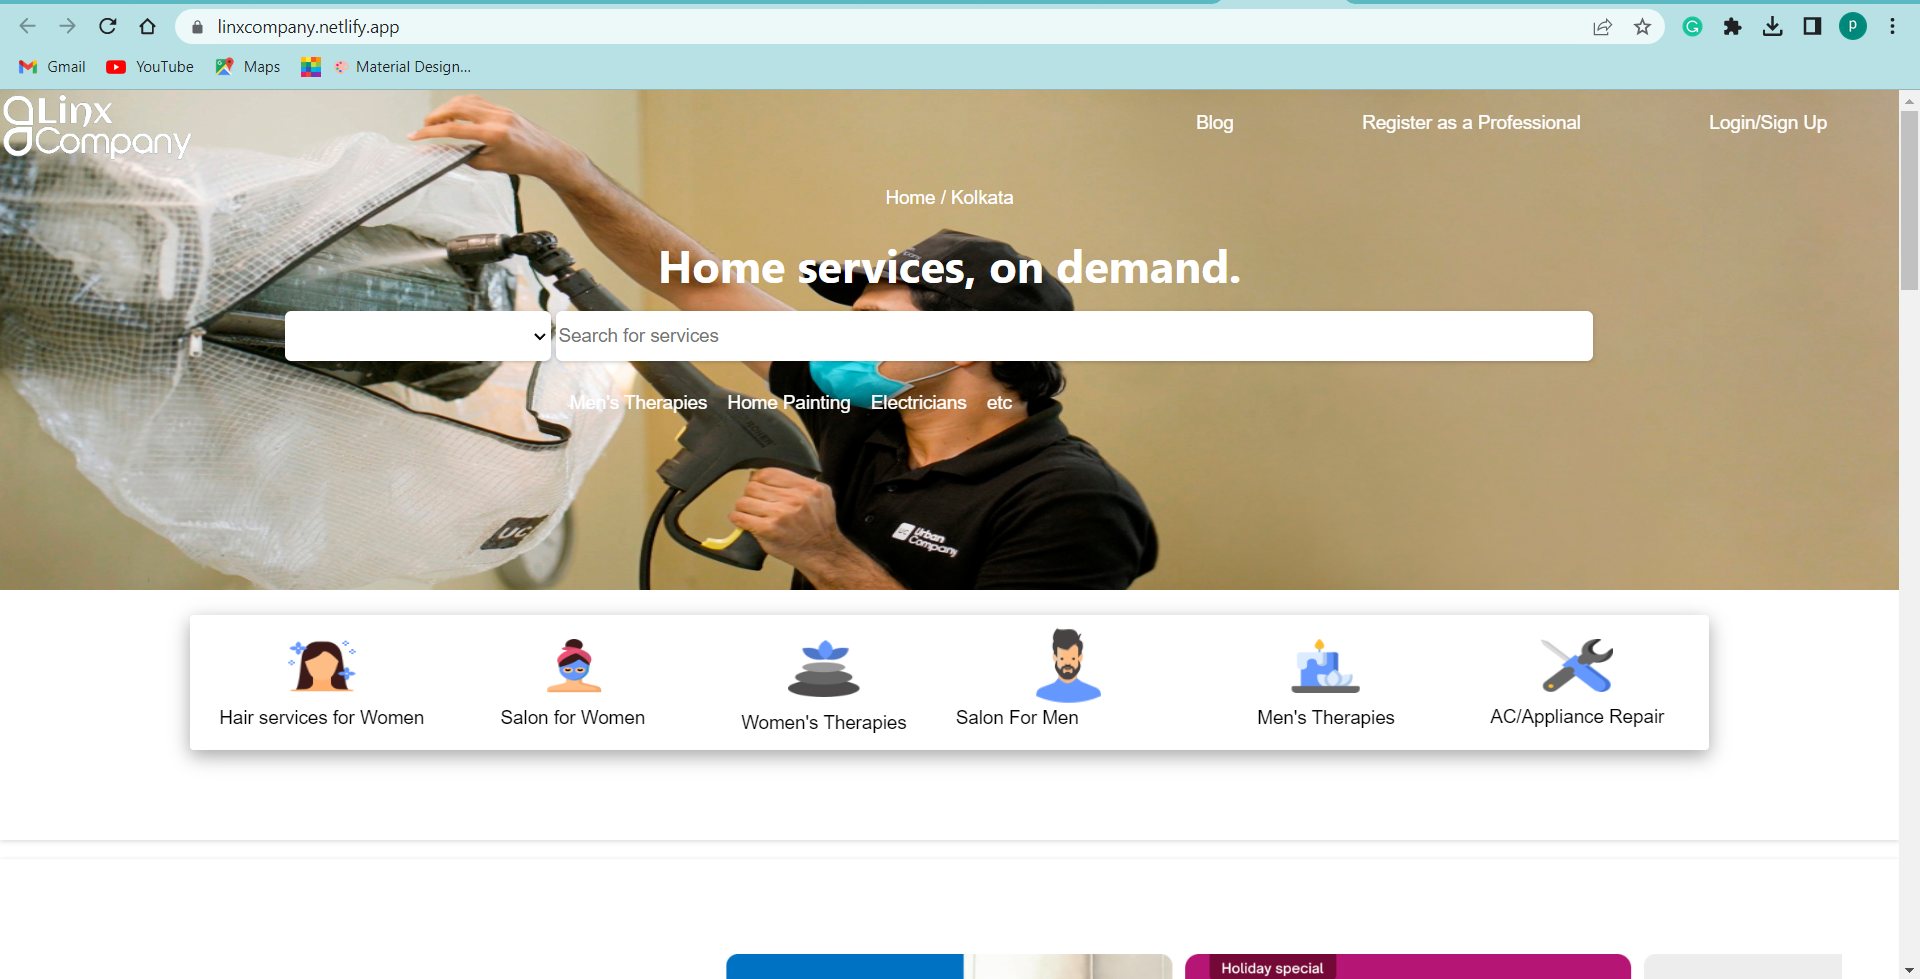 linxcompany.netlify.app
P
Gmail
YouTube
Maps
Material Design...
Linx
Company
Blog
Register as a Professional
Login/Sign Up
Home / Kolkata
Home services, on demand.
Search for services
Men's Therapies
Home Painting
Electricians
etc
UC
Urban
Company
Hair services for Women
Salon for Women
Women's Therapies
Salon For Men
Men's Therapies
AC/Appliance Repair
Holiday special